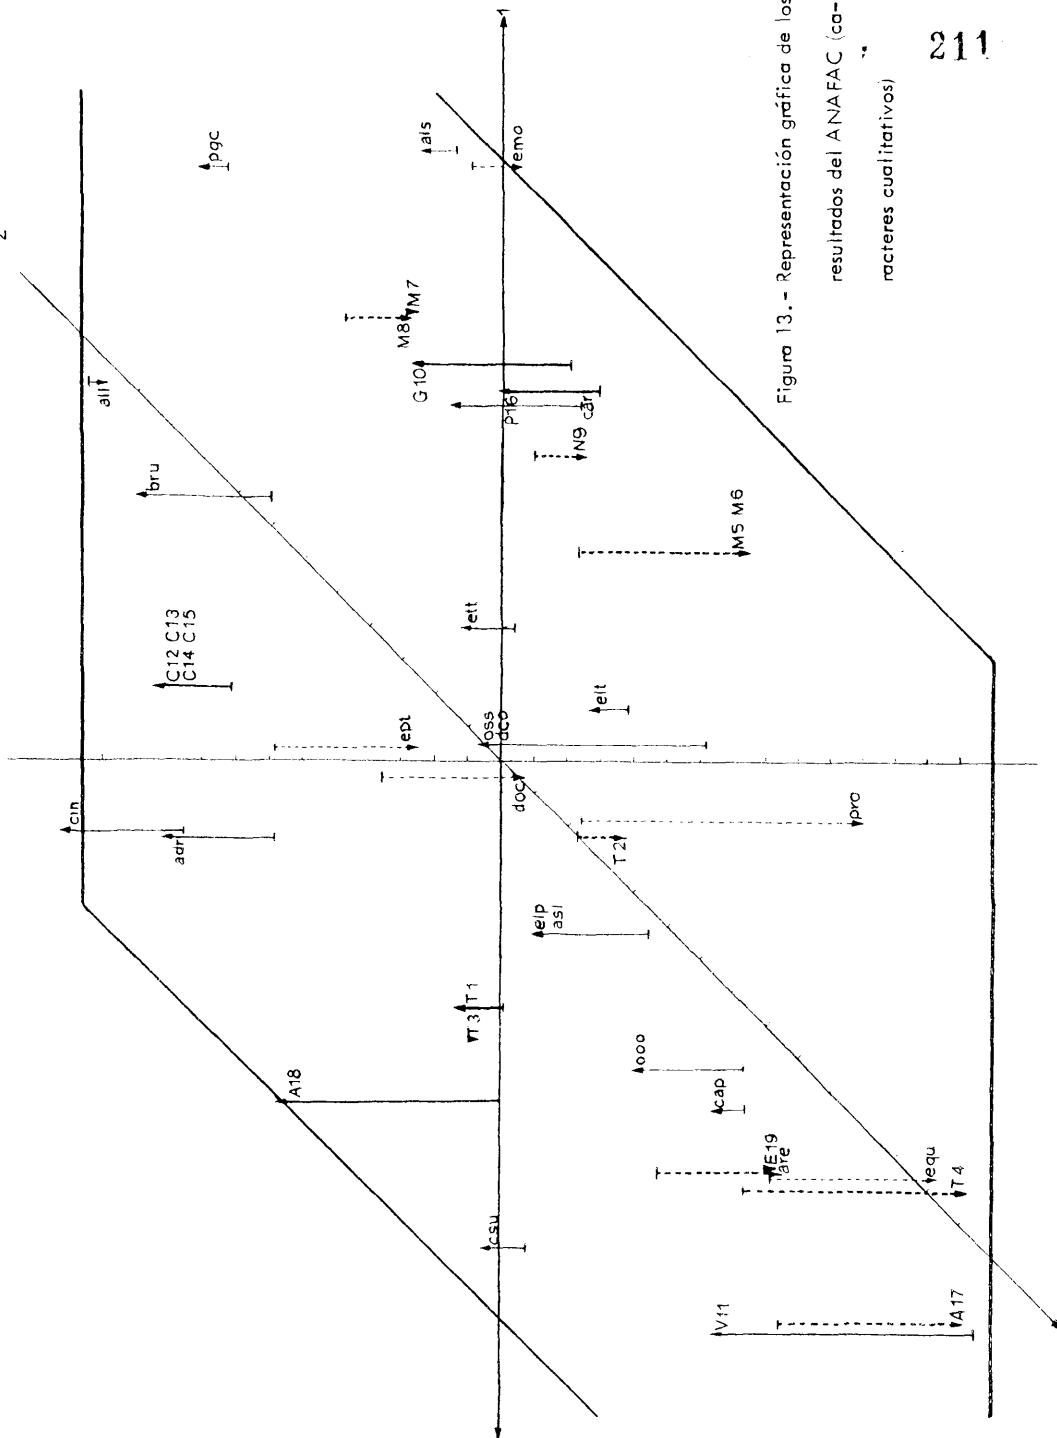 211
Figura 13.- Representación gráfica de los
resultados del ANAFAC (ca-
racteres cualitativos)
1
2
pgc
als
emo
M7
M8
G10
P16
car
N9
all
bru
M5 M6
ett
C12 C13
C14 C15
elt
oss
dco
ept
doc
cin
adr
T2
pro
elp
asl
T3
T1
A18
ooo
cap
E19
are
equ
T4
csu
V11
A17